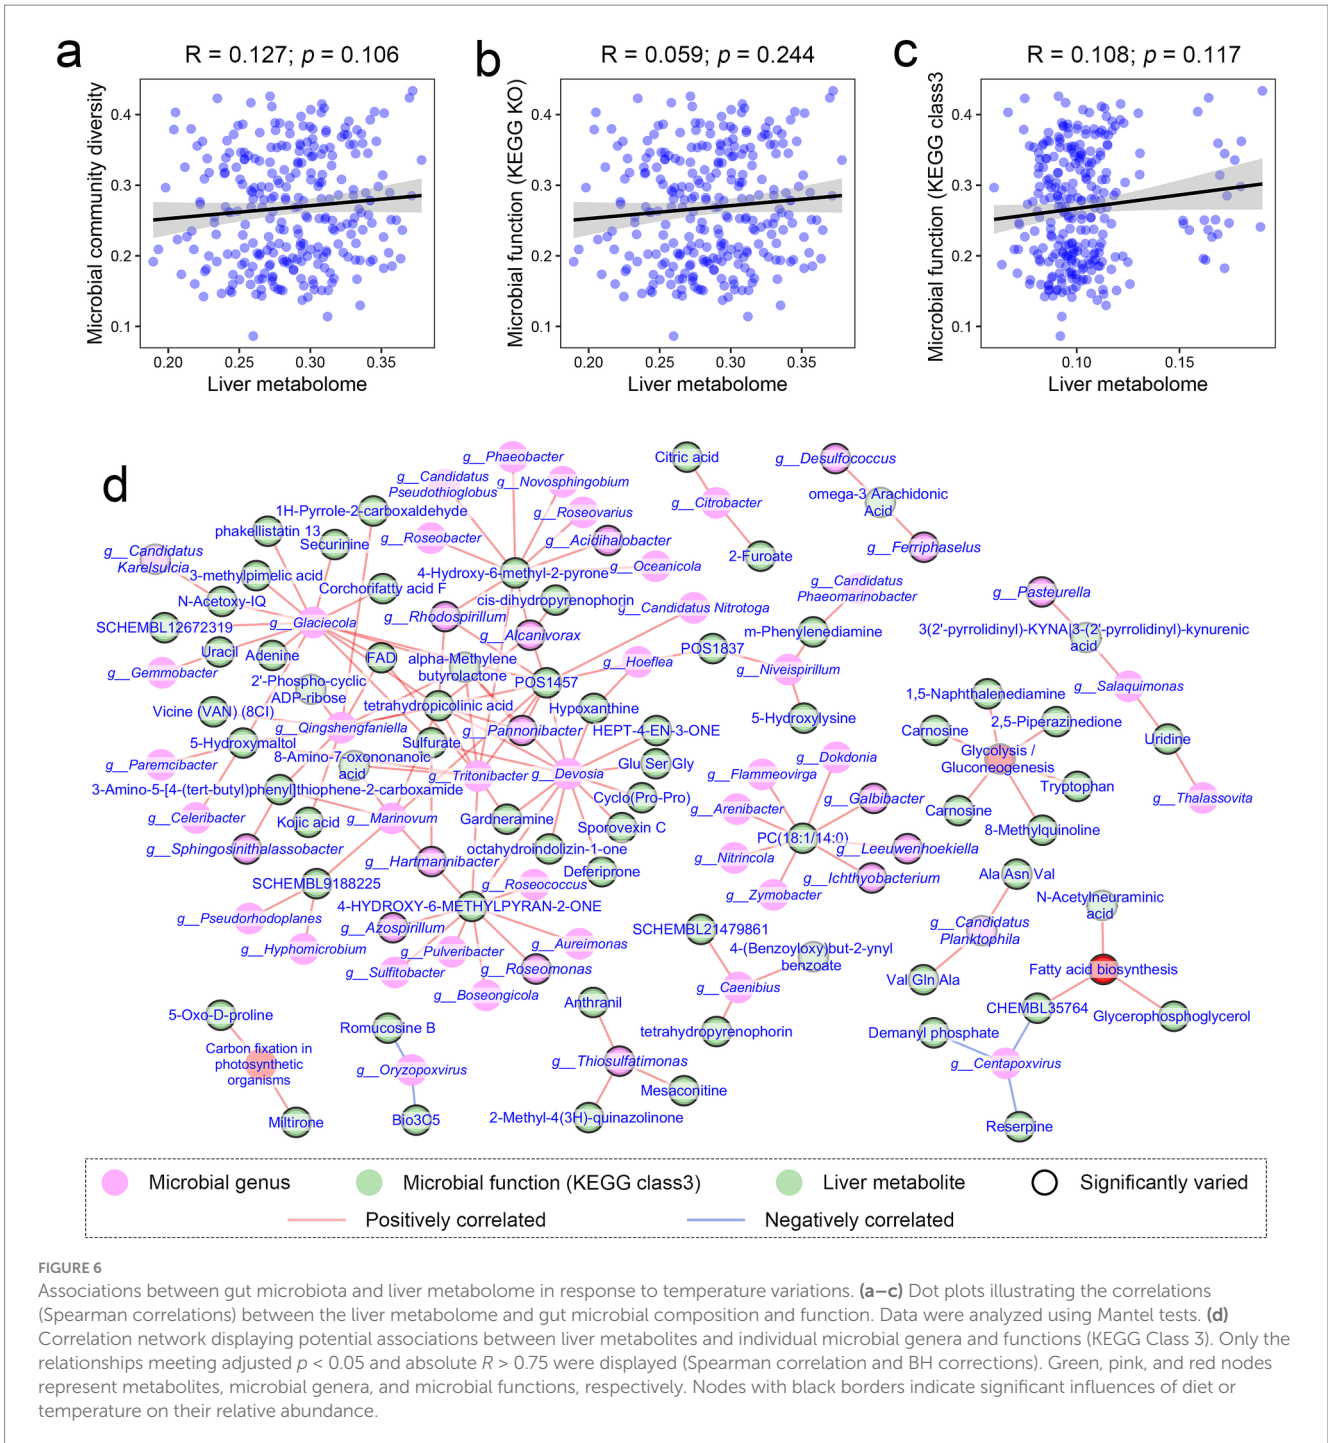 a
R = 0.127; p = 0.106
Microbial community diversity
0.4
0.3
0.2
0.1
0.20
0.25
0.30
0.35
Liver metabolome
b
R = 0.059; p = 0.244
Microbial function (KEGG KO)
0.4
0.3
0.2
0.1
0.20
0.25
0.30
0.35
Liver metabolome
c
R = 0.108; p = 0.117
Microbial function (KEGG class3
0.4
0.3
0.2
0.1
0.10
0.15
Liver metabolome
d
g__Phaeobacter
g__Candidatus
Pseudothioglobus
g__Novosphingobium
1H-Pyrrole-2-carboxaldehyde
g__Roseovarius
phakellistatin 13
Securinine
g__Roseobacter
g__Acidihalobacter
g__Candidatus
Karelsulcia
3-methylpimelic acid
4-Hydroxy-6-methyl-2-pyrone
g__Oceanicola
Corchorifatty acid F
N-Acetoxy-IQ
cis-dihydropyrenophorin
g__Candidatus Nitrotoga
g__Rhodospirillum
SCHEMBL12672319
g__Glaciecola
g__Alcanivorax
Uracil
Adenine
FAD
alpha-Methylene
butyrolactone
g__Hoeflea
POS1837
g__Gemmobacter
2'-Phospho-cyclic
ADP-ribose
POS1457
Vicine (VAN) (8CI)
tetrahydropicolinic acid
Hypoxanthine
g__Qingshengfaniella
g__Pannonibacter
HEPT-4-EN-3-ONE
5-Hydroxymaltol
Sulfurate
8-Amino-7-oxononanoic
acid
g__Paremcibacter
g__Tritonibacter
g__Devosia
Glu Ser Gly
3-Amino-5-[4-(tert-butyl)phenyl]thiophene-2-carboxamide
Cyclo(Pro-Pro)
g__Celeribacter
Kojic acid
g__Marinovum
Gardneramine
Sporovexin C
g__Sphingosinithalassobacter
g__Hartmannibacter
octahydroindolizin-1-one
Deferiprone
SCHEMBL9188225
g__Roseococcus
4-HYDROXY-6-METHYLPYRAN-2-ONE
g__Pseudorhodoplanes
g__Azospirillum
g__Aureimonas
g__Hyphomicrobium
g__Pulveribacter
g__Sulfitobacter
g__Roseomonas
g__Boseongicola
Citric acid
g__Citrobacter
2-Furoate
g__Desulfococcus
omega-3 Arachidonic
Acid
g__Ferriphaselus
g__Candidatus
Phaeomarinobacter
m-Phenylenediamine
g__Niveispirillum
5-Hydroxylysine
g__Pasteurella
3(2'-pyrrolidinyl)-KYNA|3-(2'-pyrrolidinyl)-kynurenic
acid
g__Salaquimonas
Uridine
g__Thalassovita
1,5-Naphthalenediamine
Carnosine
2,5-Piperazinedione
Glycolysis /
Gluconeogenesis
Tryptophan
Carnosine
8-Methylquinoline
g__Dokdonia
g__Flammeovirga
g__Arenibacter
g__Galbibacter
PC(18:1/14:0)
g__Leeuwenhoekiella
g__Nitrincola
g__Ichthyobacterium
g__Zymobacter
Ala Asn Val
g__Candidatus
Planktophila
Val Gln Ala
N-Acetylneuraminic
acid
Fatty acid biosynthesis
CHEMBL35764
Glycerophosphoglycerol
Demanyl phosphate
g__Centapoxvirus
Reserpine
SCHEMBL21479861
4-(Benzoyloxy)but-2-ynyl
benzoate
g__Caenibius
tetrahydropyrenophorin
5-Oxo-D-proline
Carbon fixation in
photosynthetic
organisms
Miltirone
Romucosine B
g__Oryzopoxvirus
Bio3C5
Anthranil
g__Thiosulfatimonas
Mesaconitine
2-Methyl-4(3H)-quinazolinone
Microbial genus
Microbial function (KEGG class3)
Liver metabolite
Significantly varied
Positively correlated
Negatively correlated
FIGURE 6
Associations between gut microbiota and liver metabolome in response to temperature variations. (a–c) Dot plots illustrating the correlations
(Spearman correlations) between the liver metabolome and gut microbial composition and function. Data were analyzed using Mantel tests. (d)
Correlation network displaying potential associations between liver metabolites and individual microbial genera and functions (KEGG Class 3). Only the
relationships meeting adjusted p < 0.05 and absolute R > 0.75 were displayed (Spearman correlation and BH corrections). Green, pink, and red nodes
represent metabolites, microbial genera, and microbial functions, respectively. Nodes with black borders indicate significant influences of diet or
temperature on their relative abundance.